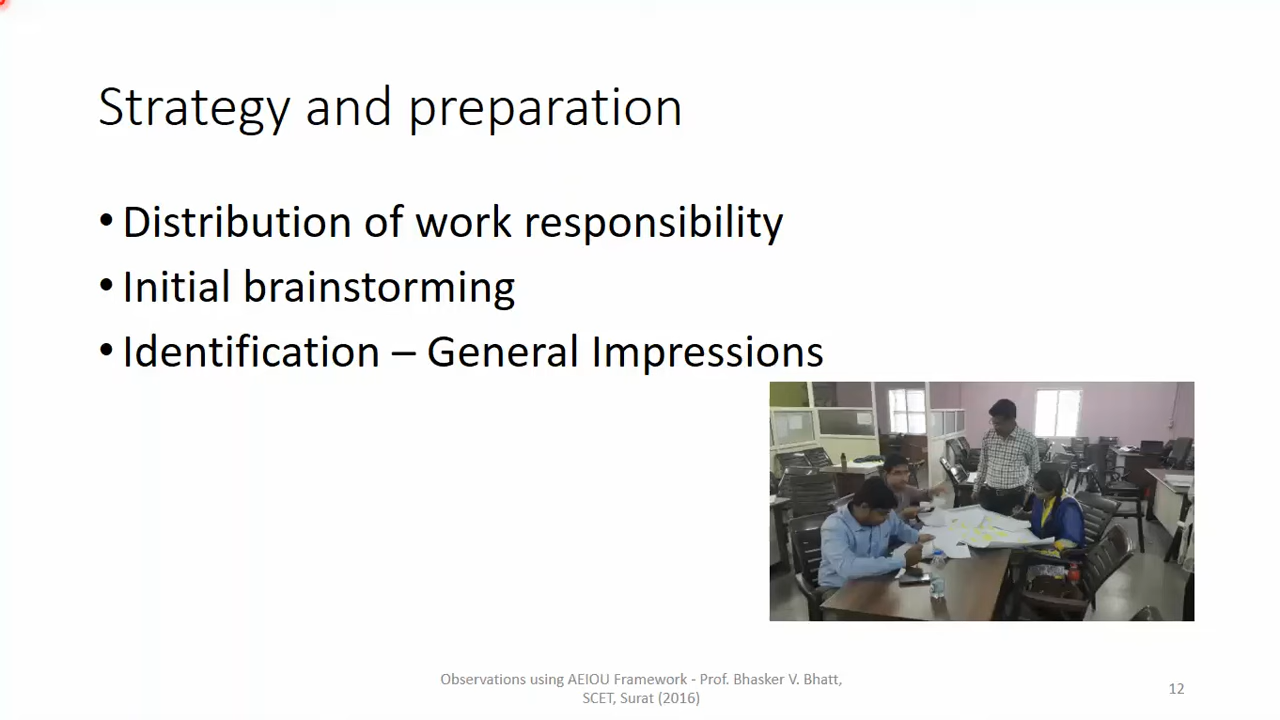 Strategy and preparation
• Distribution of work responsibility
• Initial brainstorming
• Identification – General Impressions
Observations using AEIOU Framework - Prof. Bhasker V. Bhatt,
SCET, Surat (2016)
12